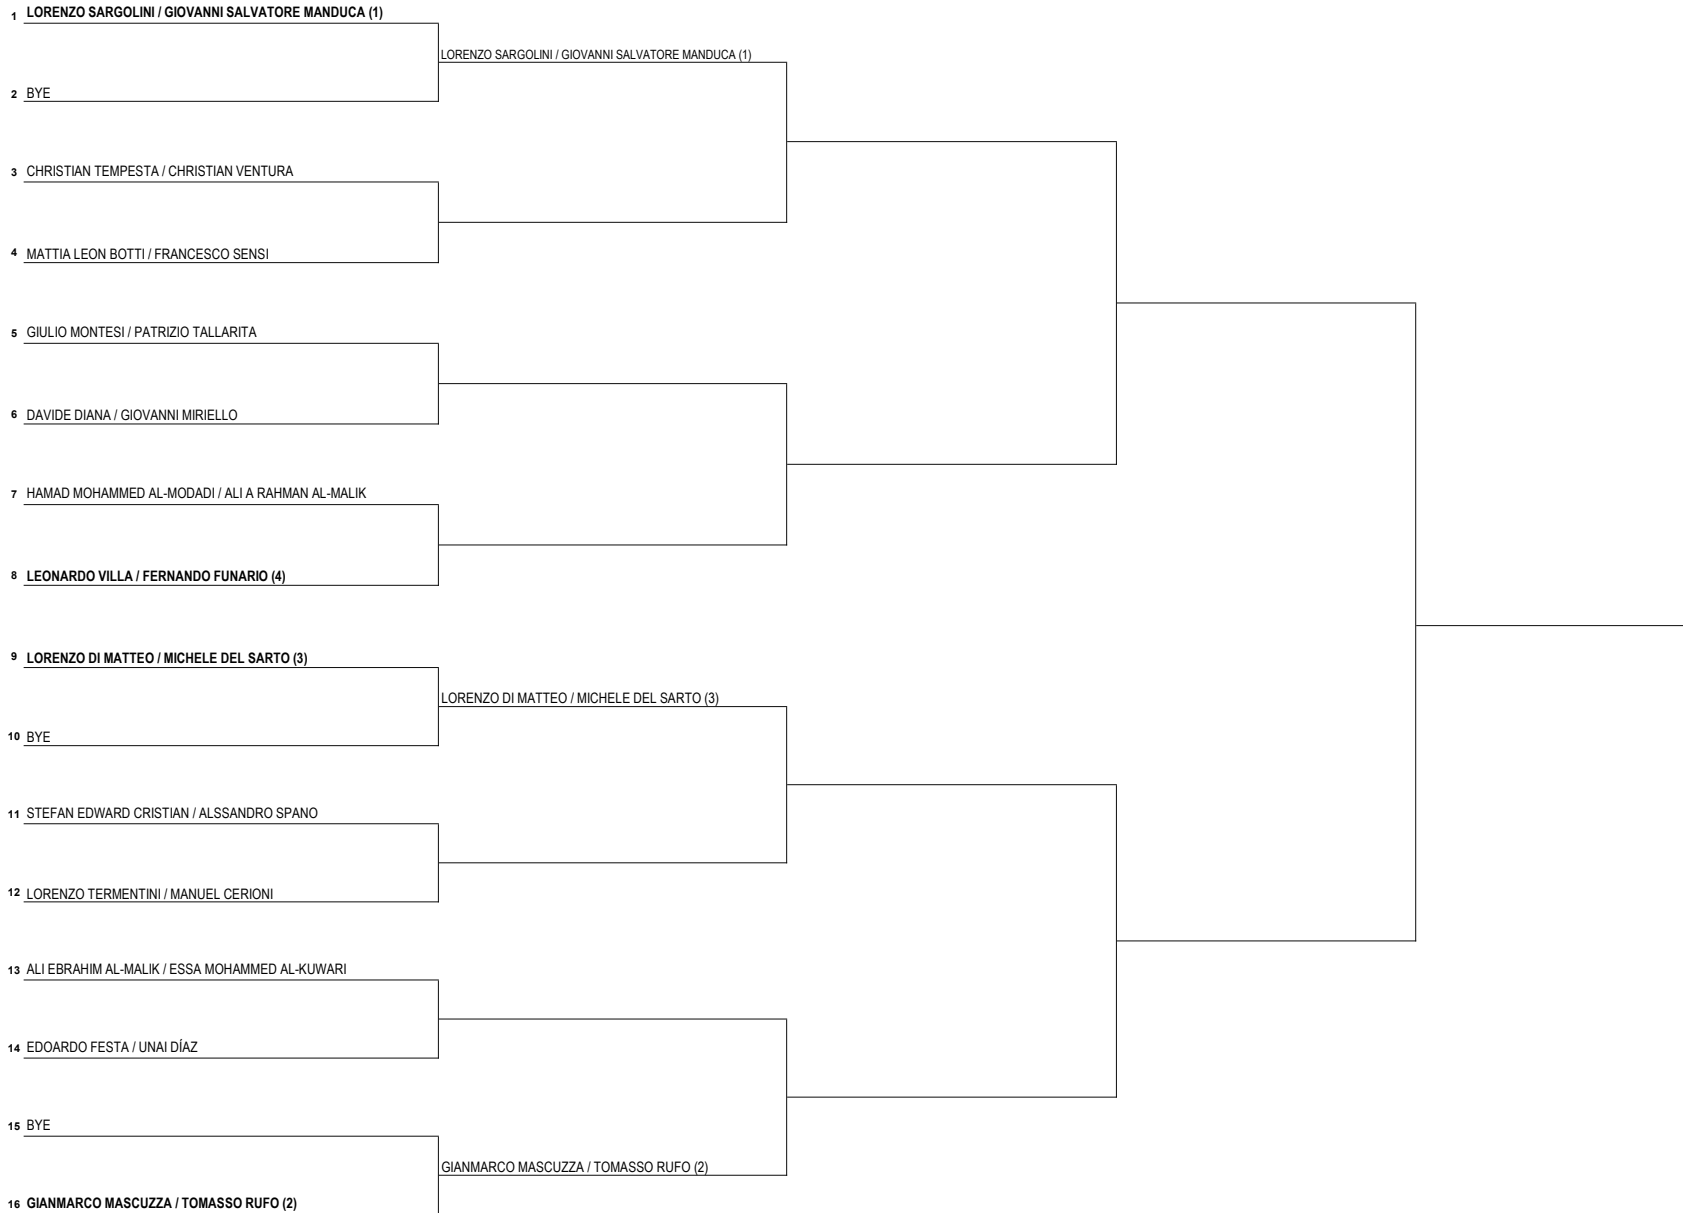 1 LORENZO SARGOLINI / GIOVANNI SALVATORE MANDUCA (1)
LORENZO SARGOLINI / GIOVANNI SALVATORE MANDUCA (1)
2 BYE
3 CHRISTIAN TEMPESTA / CHRISTIAN VENTURA
4 MATTIA LEON BOTTI / FRANCESCO SENSI
5 GIULIO MONTESI / PATRIZIO TALLARITA
6 DAVIDE DIANA / GIOVANNI MIRIELLO
7 HAMAD MOHAMMED AL-MODADI / ALI A RAHMAN AL-MALIK
8 LEONARDO VILLA / FERNANDO FUNARIO (4)
9 LORENZO DI MATTEO / MICHELE DEL SARTO (3)
LORENZO DI MATTEO / MICHELE DEL SARTO (3)
10 BYE
11 STEFAN EDWARD CRISTIAN / ALSSANDRO SPANO
12 LORENZO TERMENTINI / MANUEL CERIONI
13 ALI EBRAHIM AL-MALIK / ESSA MOHAMMED AL-KUWARI
14 EDOARDO FESTA / UNAI DÍAZ
15 BYE
GIANMARCO MASCUZZA / TOMASSO RUFO (2)
16 GIANMARCO MASCUZZA / TOMASSO RUFO (2)